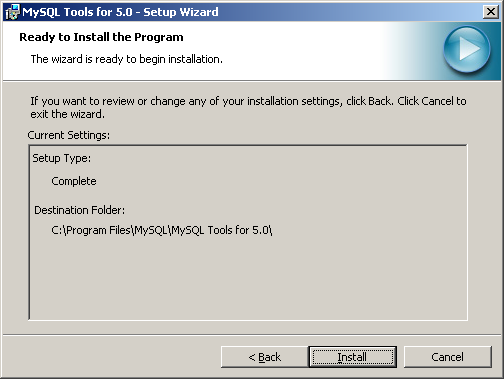 MySQL Tools for 5.0 - Setup Wizard
Ready to Install the Program
The wizard is ready to begin installation.
If you want to review or change any of your installation settings, click Back. Click Cancel to
exit the wizard.
Current Settings:
Setup Type:
Complete
Destination Folder:
C:\Program Files\MySQL\MySQL Tools for 5.0\
< Back
Install
Cancel